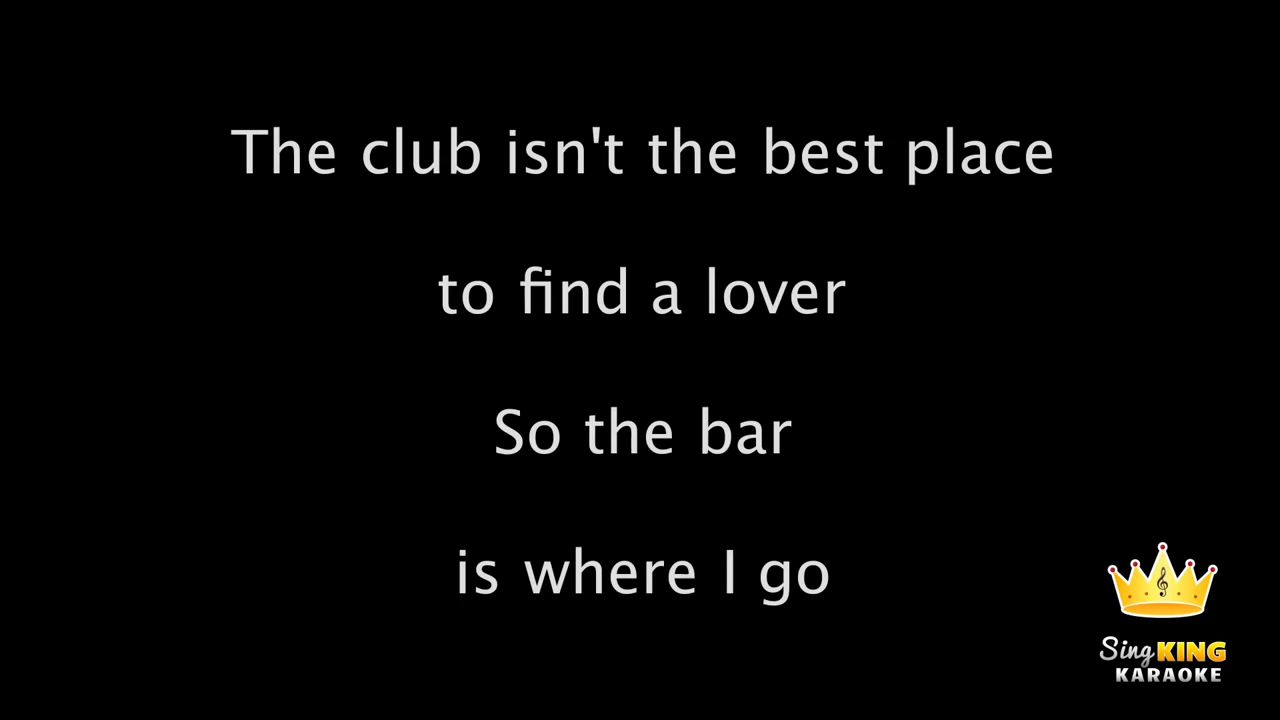 The club isn't the best place
to find a lover
So the bar
is where I go
Sing KING
KARAOKE